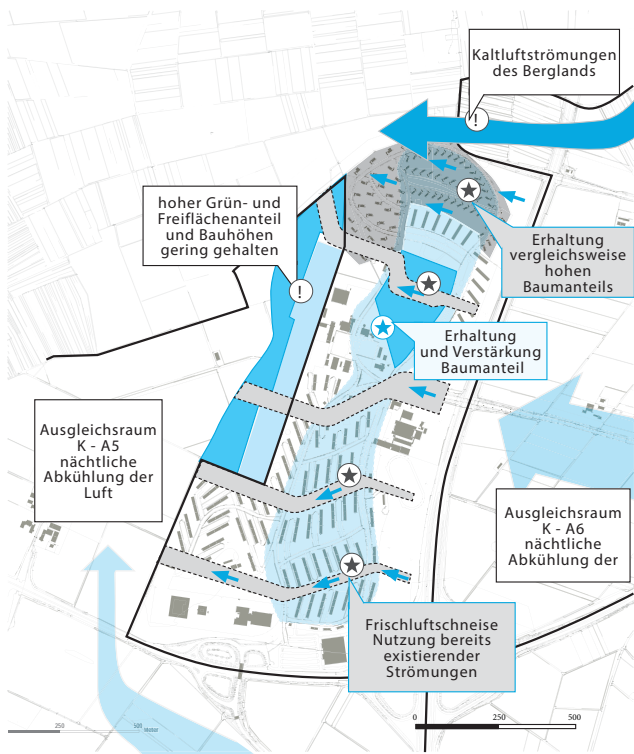 Kaltluftströmungen
des Berglands
!
hoher Grün- und
Freiflächenanteil
und Bauhöhen
gering gehalten
!
Erhaltung
vergleichsweise
hohen
Baumanteils
Erhaltung
und Verstärkung
Baumanteil
Ausgleichsraum
K - A5
nächtliche
Abkühlung der
Luft
Ausgleichsraum
K - A6
nächtliche
Abkühlung der
Frischluftschneise
Nutzung bereits
existierender
Strömungen
250 500
0 250 500